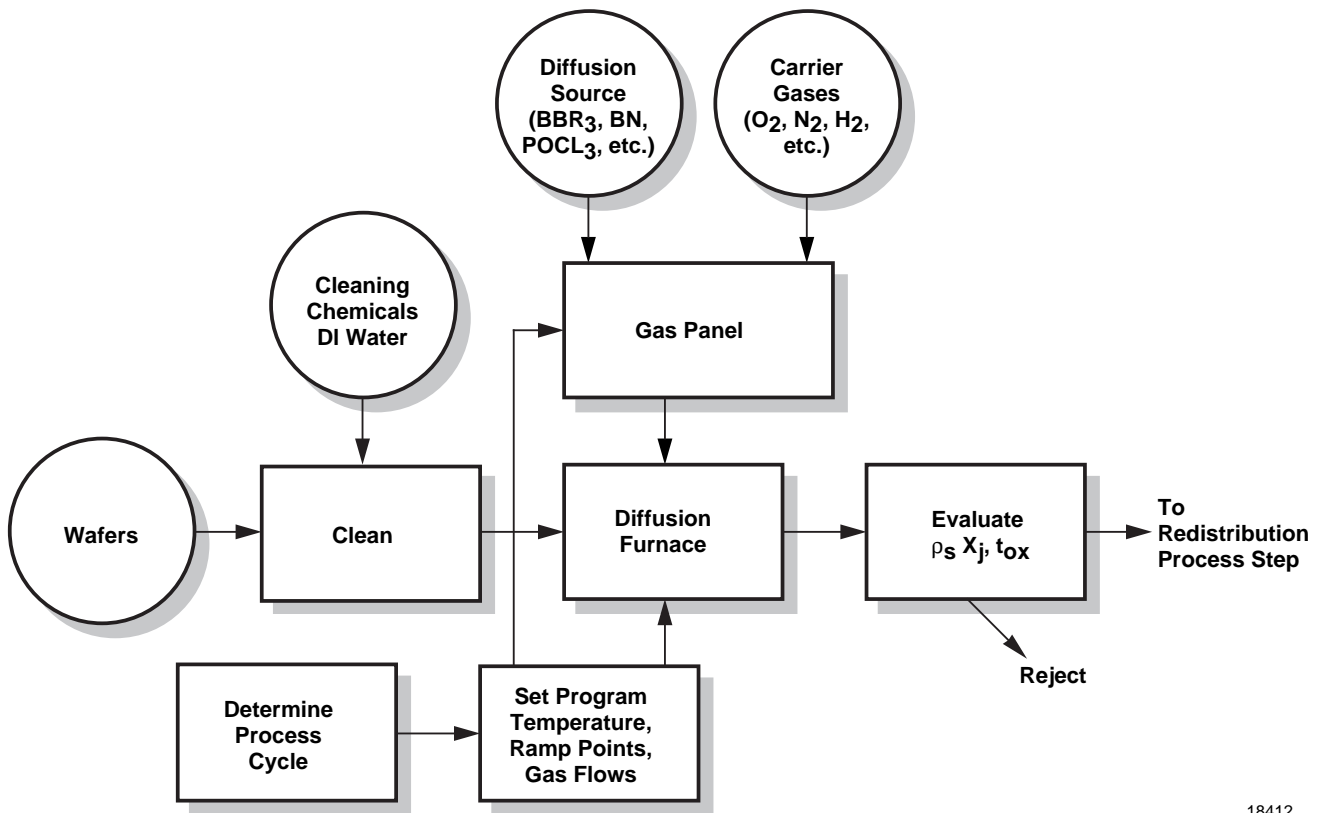 Diffusion
Source
(BBR3, BN,
POCL3, etc.)
Carrier
Gases
(O2, N2, H2,
etc.)
Cleaning
Chemicals
DI Water
Gas Panel
Wafers
Clean
Diffusion
Furnace
Evaluate
ρs Xj, tox
To
Redistribution
Process Step
Reject
Determine
Process
Cycle
Set Program
Temperature,
Ramp Points,
Gas Flows
18412